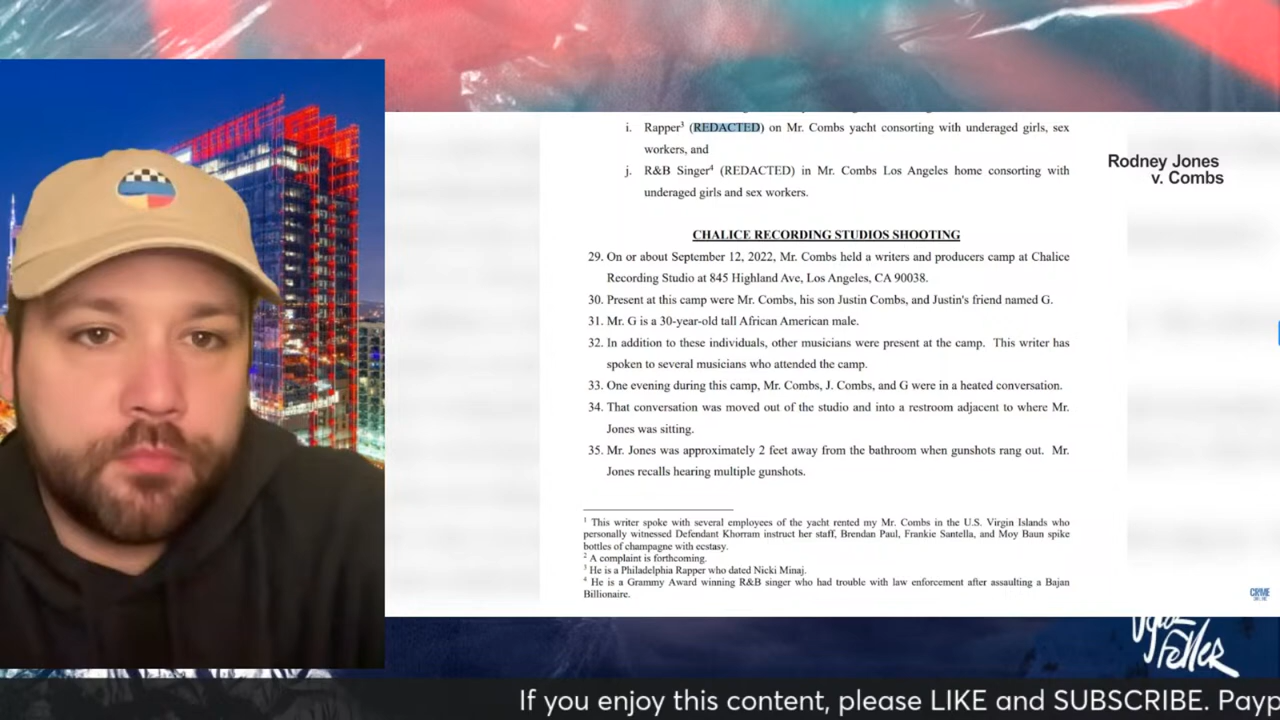 i. Rapper³ (REDACTED) on Mr. Combs yacht consorting with underaged girls, sex
workers, and
j. R&B Singer⁴ (REDACTED) in Mr. Combs Los Angeles home consorting with
underaged girls and sex workers.
CHALICE RECORDING STUDIOS SHOOTING
29. On or about September 12, 2022, Mr. Combs held a writers and producers camp at Chalice
Recording Studio at 845 Highland Ave, Los Angeles, CA 90038.
30. Present at this camp were Mr. Combs, his son Justin Combs, and Justin's friend named G.
31. Mr. G is a 30-year-old tall African American male.
32. In addition to these individuals, other musicians were present at the camp. This writer has
spoken to several musicians who attended the camp.
33. One evening during this camp, Mr. Combs, J. Combs, and G were in a heated conversation.
34. That conversation was moved out of the studio and into a restroom adjacent to where Mr.
Jones was sitting.
35. Mr. Jones was approximately 2 feet away from the bathroom when gunshots rang out. Mr.
Jones recalls hearing multiple gunshots.
¹ This writer spoke with several employees of the yacht rented my Mr. Combs in the U.S. Virgin Islands who
personally witnessed Defendant Khorram instruct her staff, Brendan Paul, Frankie Santella, and Moy Baun spike
bottles of champagne with ecstasy.
² A complaint is forthcoming.
³ He is a Philadelphia Rapper who dated Nicki Minaj.
⁴ He is a Grammy Award winning R&B singer who had trouble with law enforcement after assaulting a Bajan
Billionaire.
Rodney Jones
v. Combs
CRIME
If you enjoy this content, please LIKE and SUBSCRIBE. Payp